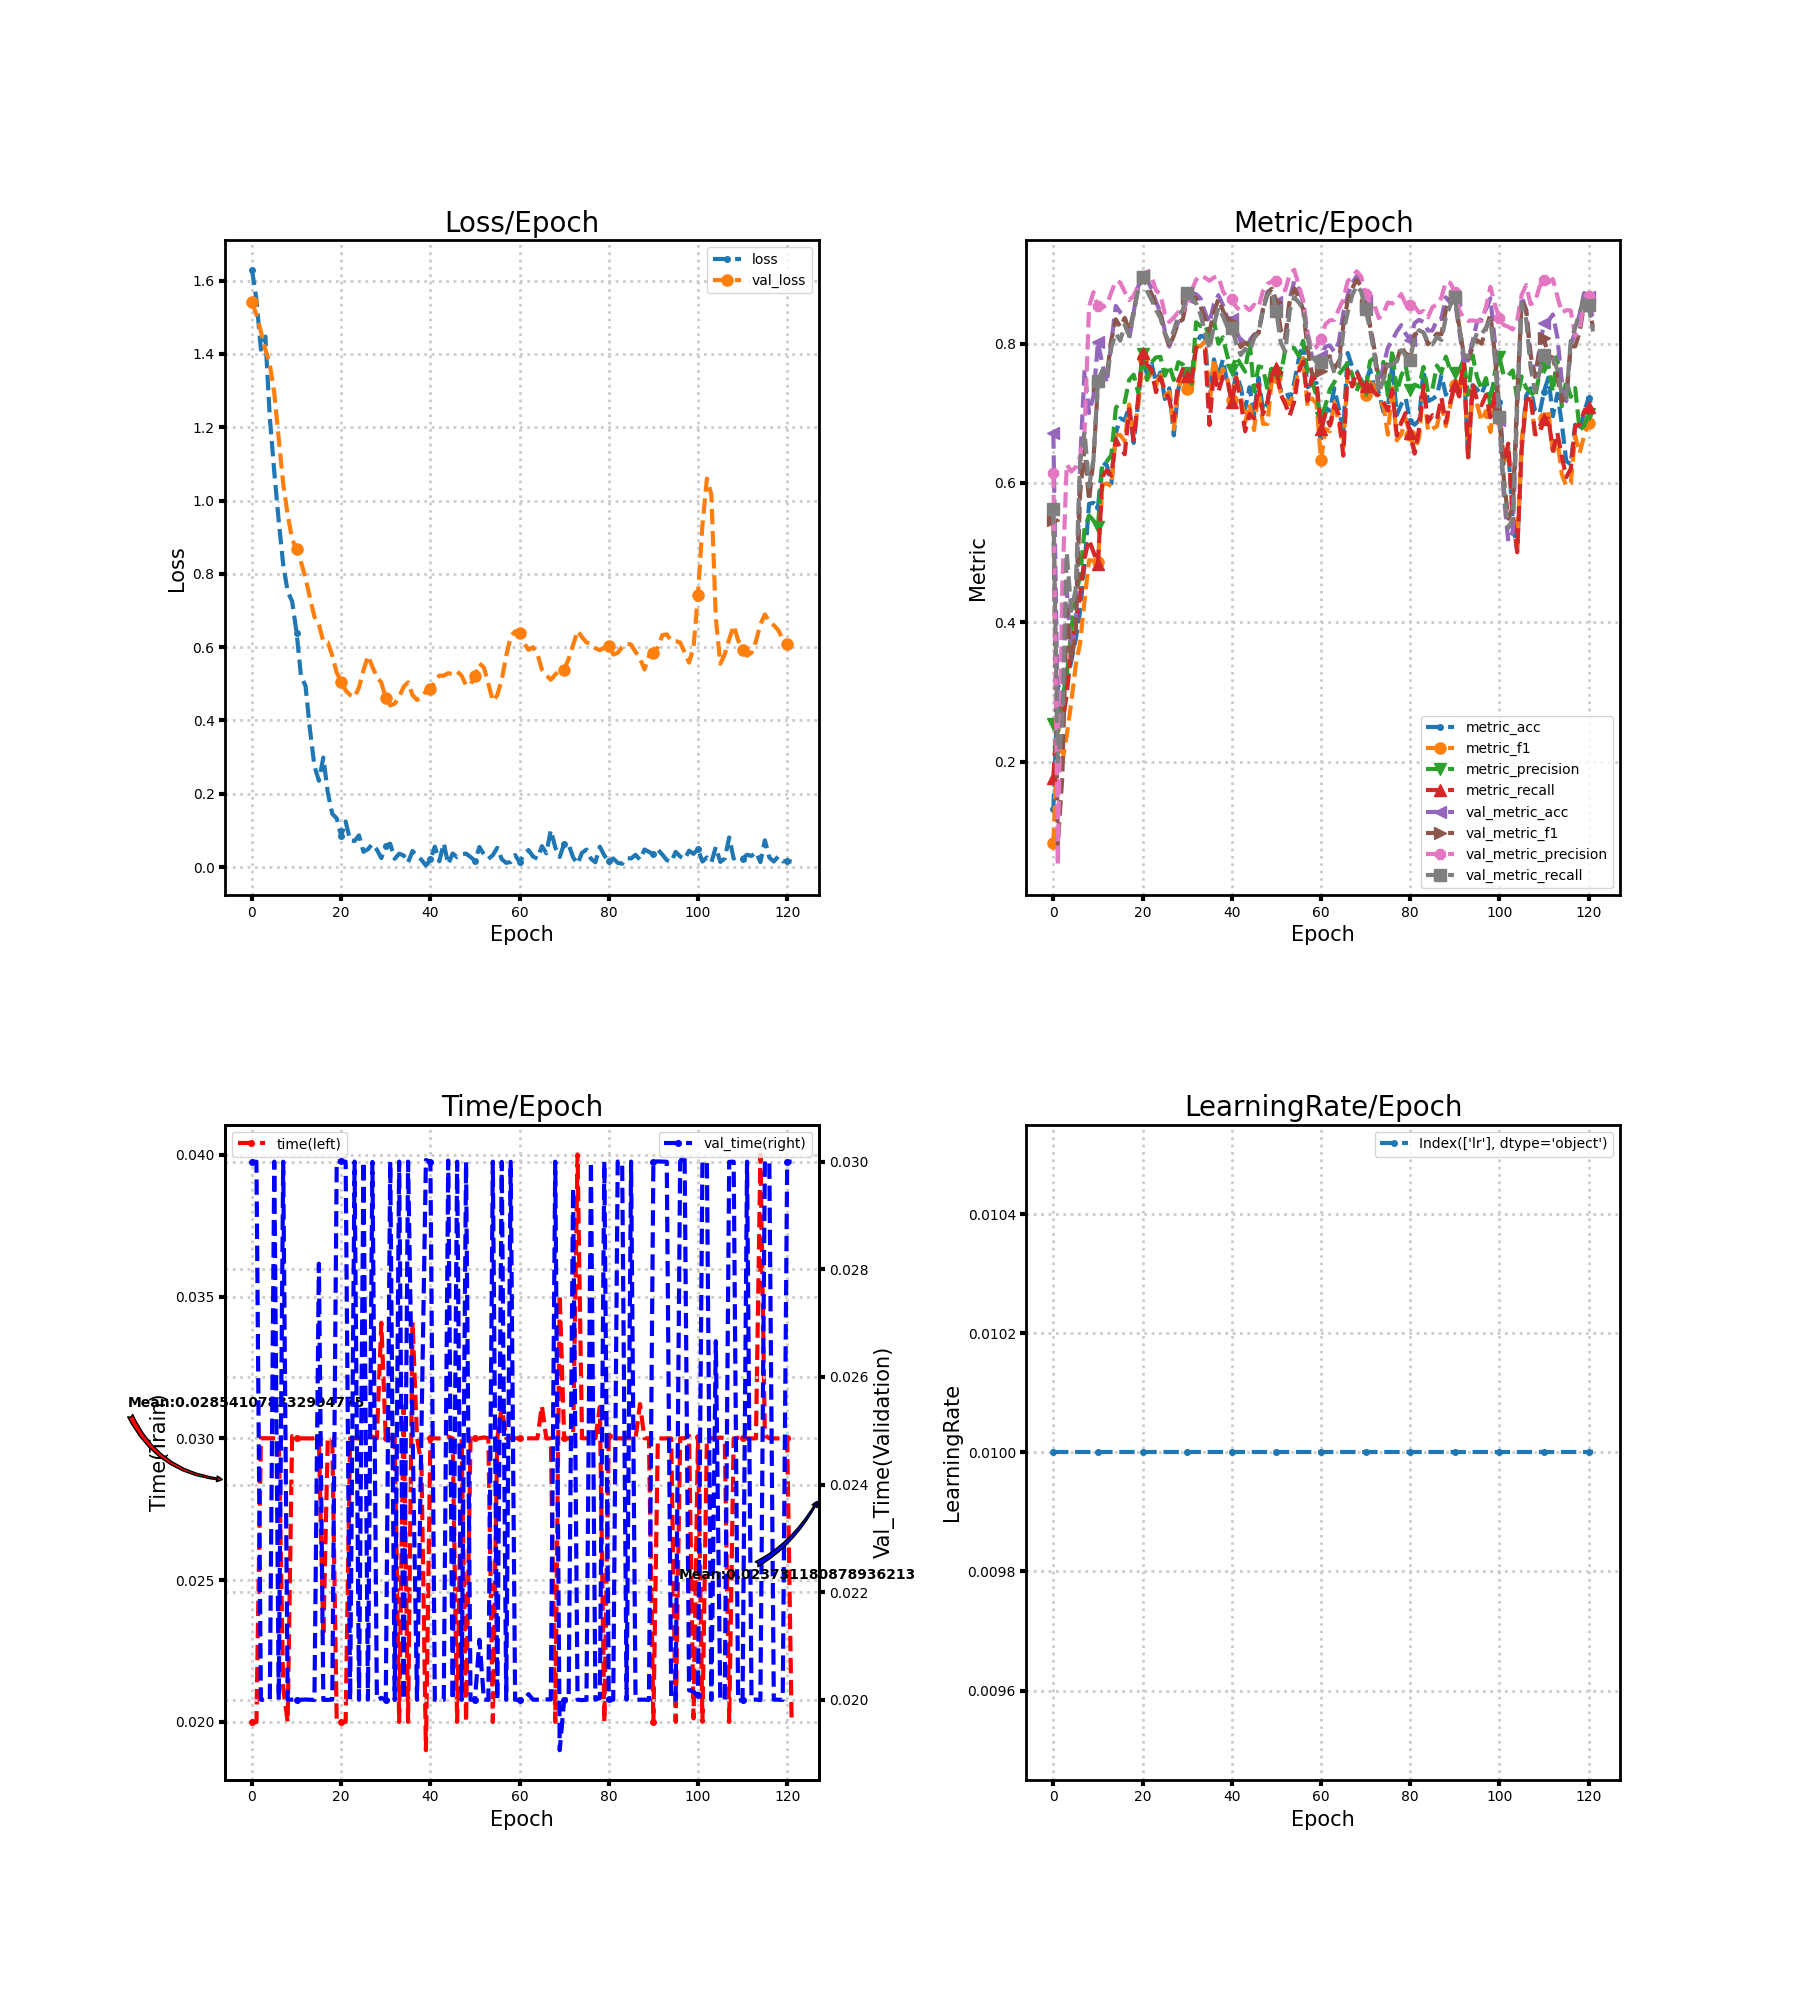 Loss/Epoch
loss
val_loss
1.6
1.4
1.2
1.0
0.8
0.6
0.4
0.2
0.0
Loss
0
20
40
60
80
100
120
Epoch
Metric/Epoch
0.8
0.6
0.4
0.2
Metric
metric_acc
metric_f1
metric_precision
metric_recall
val_metric_acc
val_metric_f1
val_metric_precision
val_metric_recall
0
20
40
60
80
100
120
Epoch
Time/Epoch
time(left)
val_time(right)
0.040
0.035
0.030
0.025
0.020
Time(Train)
0.030
0.028
0.026
0.024
0.022
0.020
Val_Time(Validation)
Mean:0.023731180878936213
0
20
40
60
80
100
120
Epoch
LearningRate/Epoch
Index(['lr'], dtype='object')
0.0104
0.0102
0.0100
0.0098
0.0096
LearningRate
0
20
40
60
80
100
120
Epoch